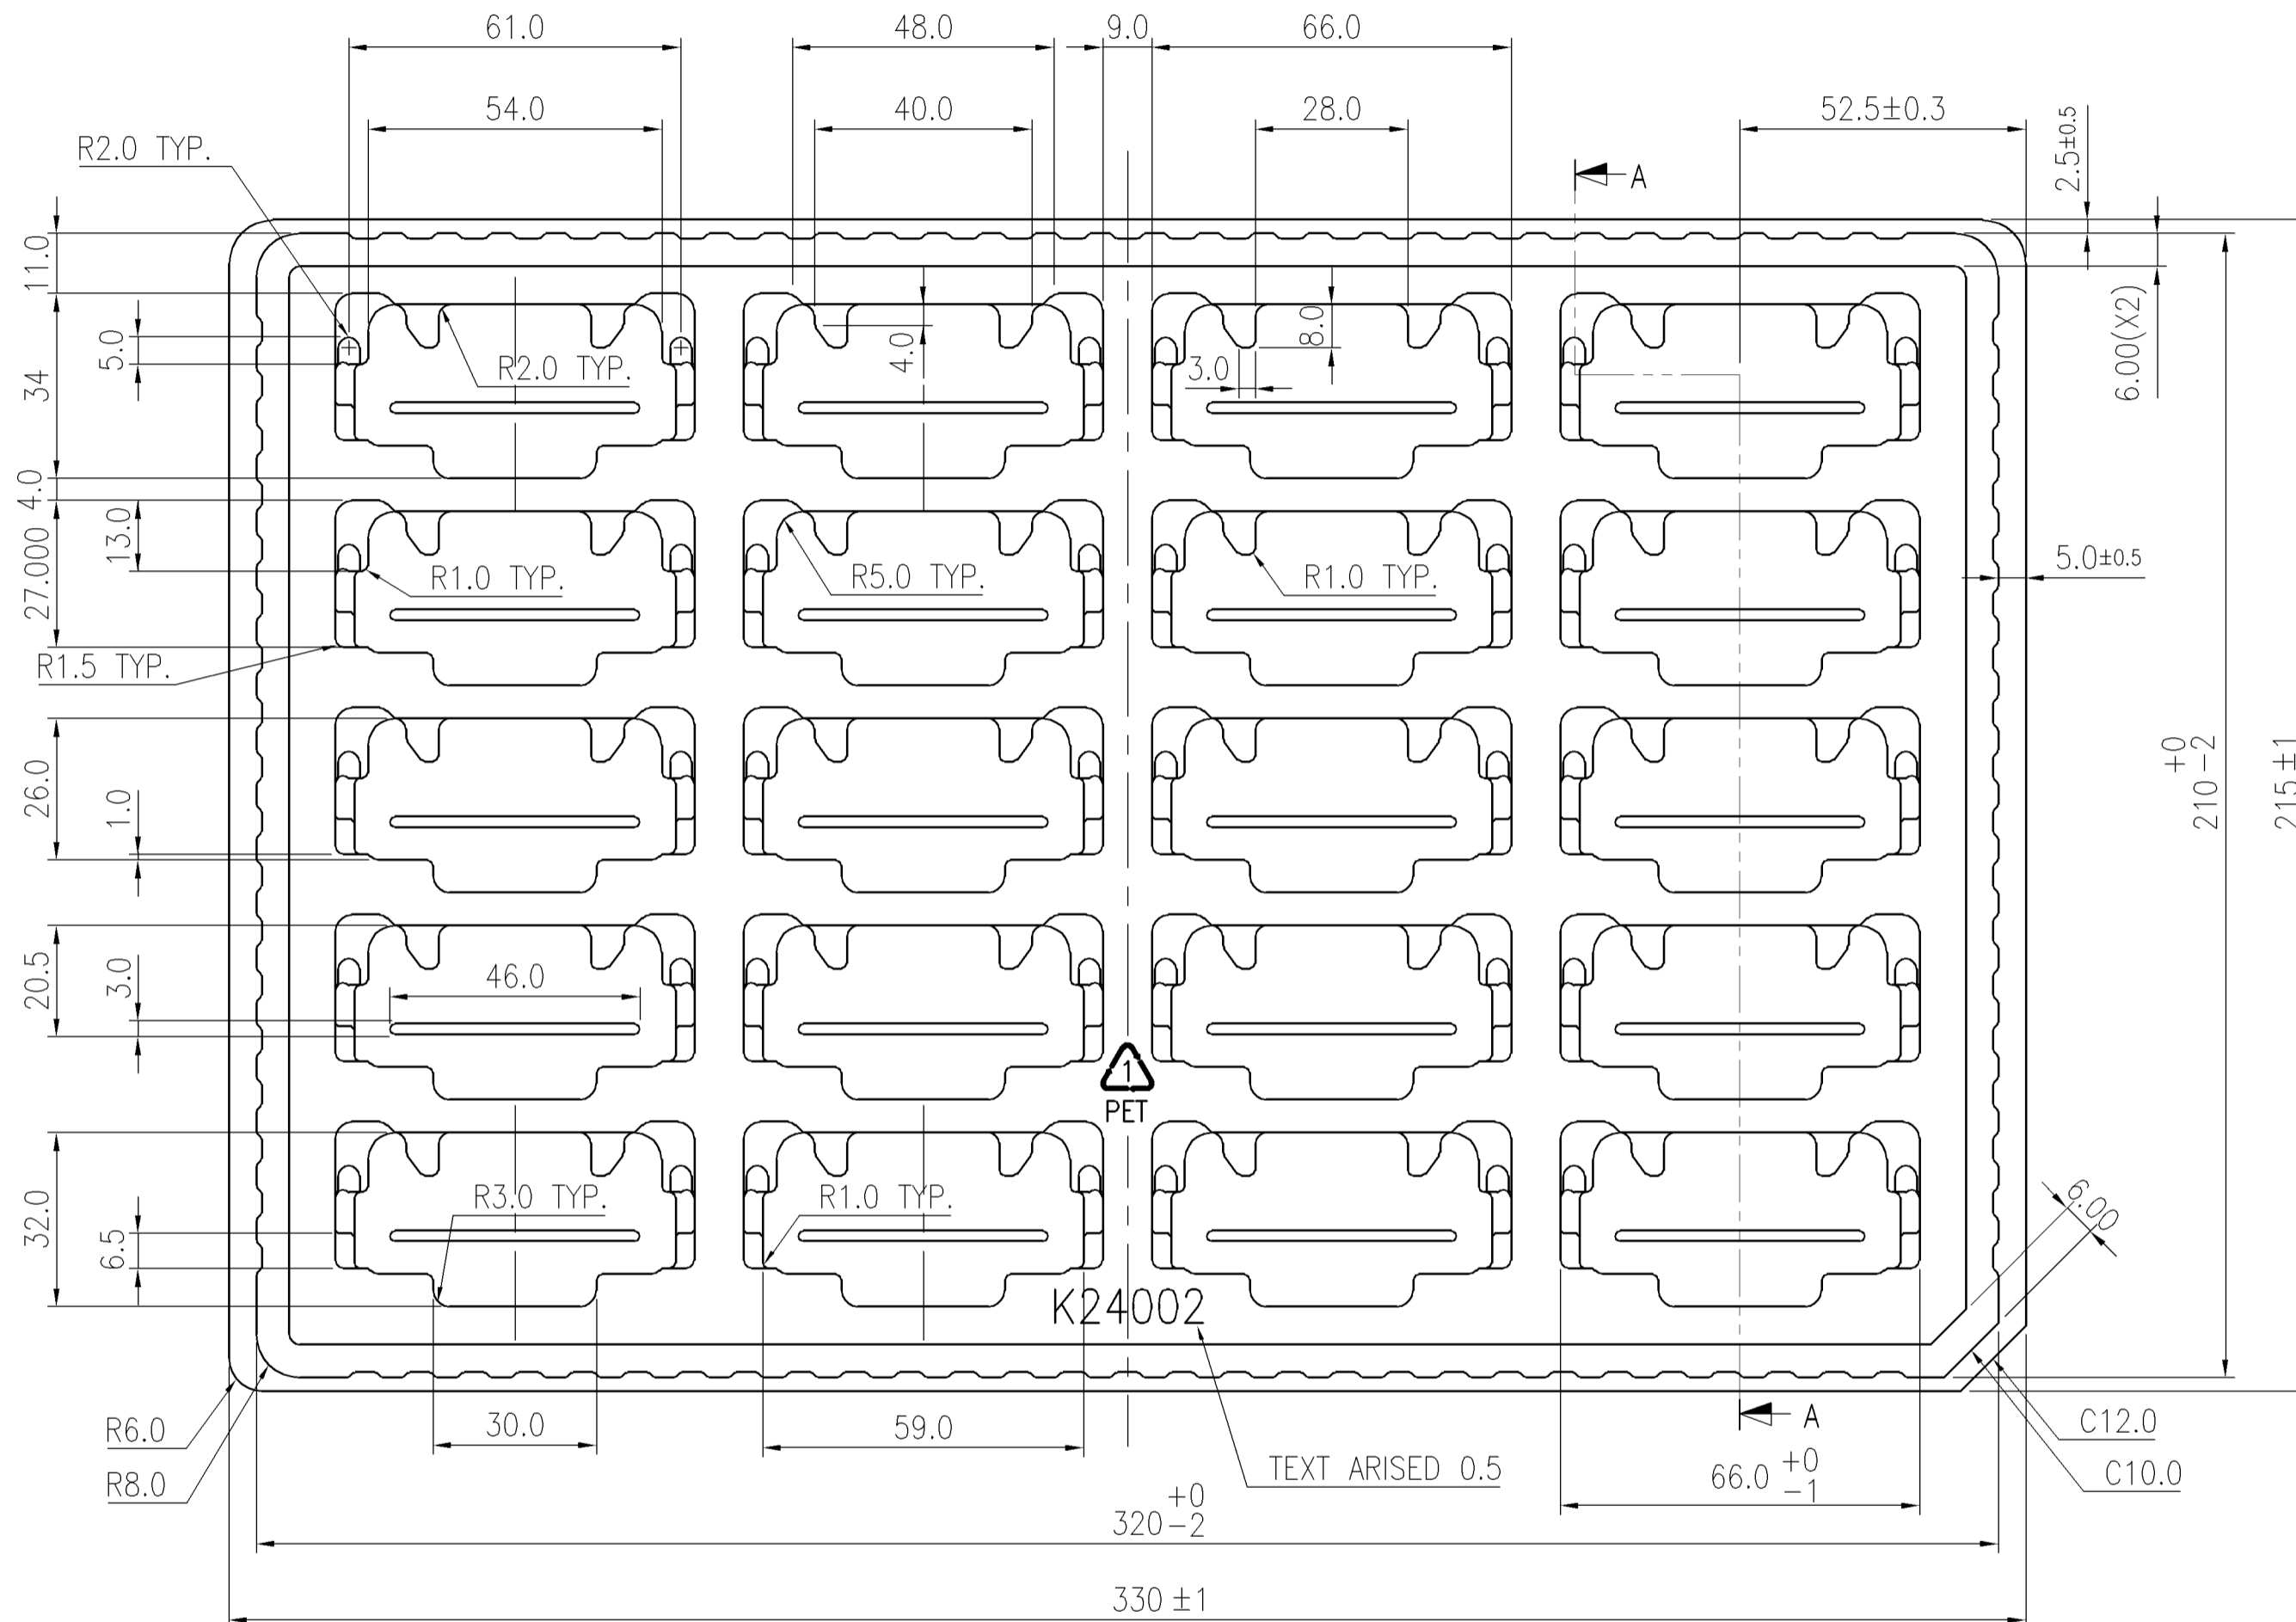 61.0
48.0
9.0
66.0
54.0
40.0
28.0
52.5±0.3
2.5±0.5
R2.0 TYP.
A
11.0
5.0
34
R2.0 TYP.
4.0
3.0
8.0
6.00(X2)
4.0
27.000
13.0
R1.0 TYP.
R5.0 TYP.
R1.0 TYP.
5.0±0.5
R1.5 TYP.
26.0
1.0
+0
210-2
215±1
20.5
3.0
46.0
1
PET
32.0
6.5
R3.0 TYP.
R1.0 TYP.
6.00
K24002
R6.0
R8.0
30.0
59.0
TEXT ARISED 0.5
A
C12.0
C10.0
66.0 +0
-1
+0
320-2
330±1